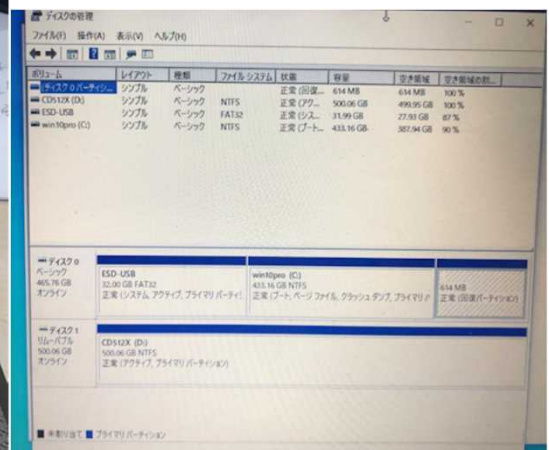 ディスクの管理
ファイル(F) 操作(A) 表示(V) ヘルプ(H)
ボリューム レイアウト 種類 ファイル システム 状態 容量 空き領域 空き領域の割...
(ディスク 0 パーティシ... シンプル ベーシック 正常 (回復... 614 MB 614 MB 100 %
CD512X (D:) シンプル ベーシック NTFS 正常 (アク... 500.06 GB 499.95 GB 100 %
ESD-USB シンプル ベーシック FAT32 正常 (シス... 31.99 GB 27.93 GB 87 %
win10pro (C:) シンプル ベーシック NTFS 正常 (ブート... 433.16 GB 387.94 GB 90 %
ディスク 0
ベーシック
465.76 GB
オンライン
ESD-USB
32.00 GB FAT32
正常 (システム, アクティブ, プライマリ パーティ
win10pro (C:)
433.16 GB NTFS
正常 (ブート, ページ ファイル, クラッシュ ダンプ, プライマリ パ
614 MB
正常 (回復パーティション)
ディスク 1
リムーバブル
500.06 GB
オンライン
CD512X (D:)
500.06 GB NTFS
正常 (アクティブ, プライマリ パーティション)
未割り当て プライマリ パーティション